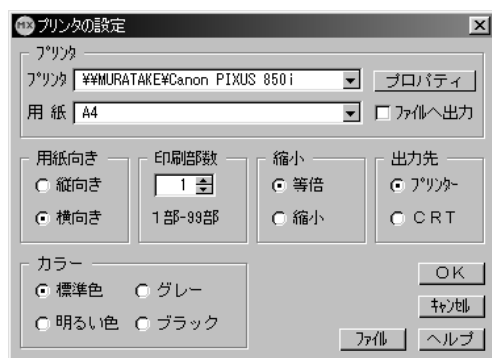 MIX プリンタの設定
プリンタ
プリンタ ¥¥MURATAKE¥Canon PIXUS 850i プロパティ
用 紙 A4 ファイルへ出力
用紙向き 印刷部数 縮小 出力先
縦向き 1 等倍 プリンター
横向き 1部-99部 縮小 CRT
カラー
標準色 グレー OK
明るい色 ブラック キャンセル
ファイル ヘルプ